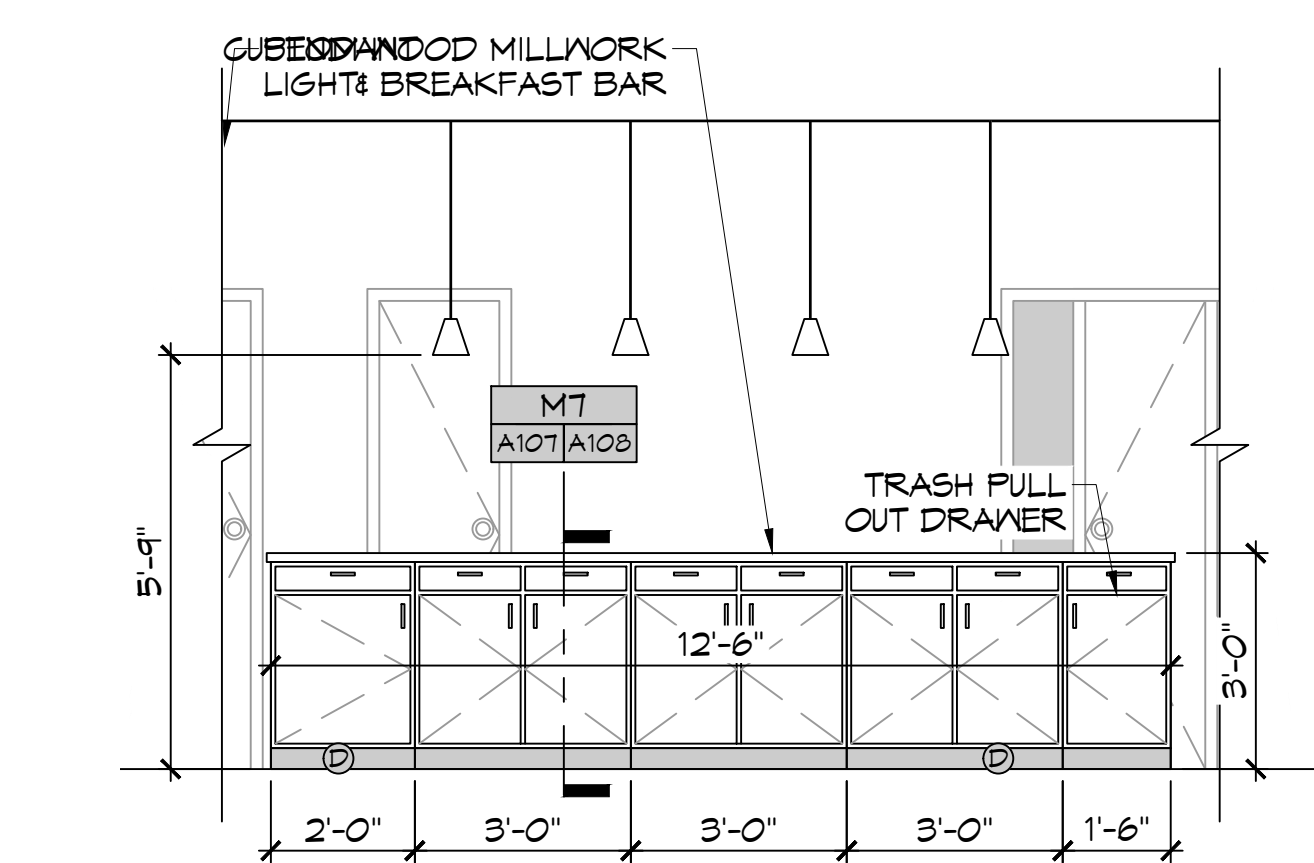 MILLWORK
LIGHT& BREAKFAST BAR
M7
A107 A108
TRASH PULL
OUT DRAWER
5'-9"
12'-6"
3'-0"
D
D
2'-0"
3'-0"
3'-0"
3'-0"
1'-6"